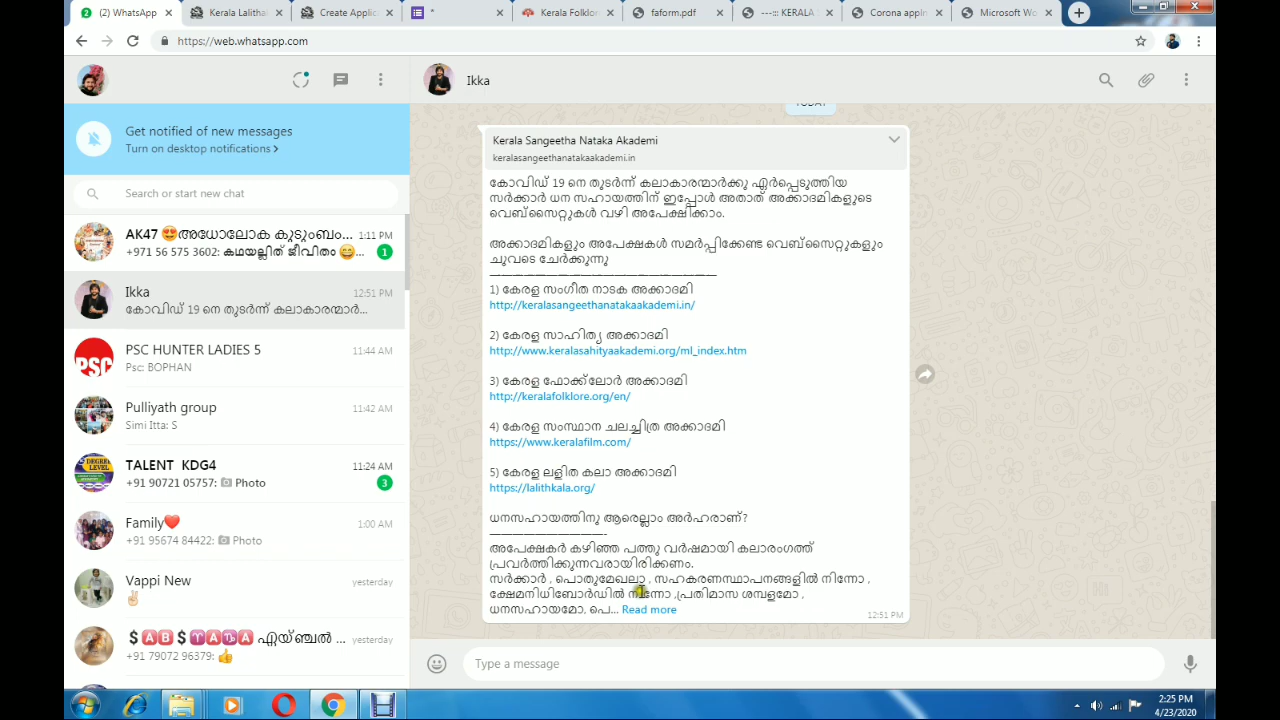 (2) WhatsApp
Kerala Lalithal
Create Applic
Kerala Folklor
faform.pdf
---::: KERALA S
Corona appln
Microsoft Wo
https://web.whatsapp.com
Get notified of new messages
Turn on desktop notifications >
Search or start new chat
AK47 😍അധോലോക കുടുംബം... 1:11 PM
+971 56 575 3602: കഥയല്ലിത് ജീവിതം 😄... 1
Ikka 12:51 PM
കോവിഡ് 19 നെ തുടർന്ന് കലാകാരന്മാർ...
PSC HUNTER LADIES 5 11:44 AM
Psc: BOPHAN
Pulliyath group 11:42 AM
Simi Itta: S
TALENT KDG4 11:24 AM
+91 90721 05757: Photo 3
Family❤️ 1:00 AM
+91 95674 84422: Photo
Vappi New yesterday
✌🏻
$🅰🅱$♈🅰♑🅰 ഏയ്ഞ്ചൽ ... yesterday
+91 79072 96379: 👍
Ikka
TODAY
Kerala Sangeetha Nataka Akademi
keralasangeethanatakaakademi.in
കോവിഡ് 19 നെ തുടർന്ന് കലാകാരന്മാർക്കു ഏർപ്പെടുത്തിയ
സർക്കാർ ധന സഹായത്തിന് ഇപ്പോൾ അതാത് അക്കാദമികളുടെ
വെബ്സൈറ്റുകൾ വഴി അപേക്ഷിക്കാം.
അക്കാദമികളും അപേക്ഷകൾ സമർപ്പിക്കേണ്ട വെബ്സൈറ്റുകളും
ചുവടെ ചേർക്കുന്നു
1) കേരള സംഗീത നാടക അക്കാദമി
http://keralasangeethanatakaakademi.in/
2) കേരള സാഹിത്യ അക്കാദമി
http://www.keralasahityaakademi.org/ml_index.htm
3) കേരള ഫോക്ക്ലോർ അക്കാദമി
http://keralafolklore.org/en/
4) കേരള സംസ്ഥാന ചലച്ചിത്ര അക്കാദമി
https://www.keralafilm.com/
5) കേരള ലളിത കലാ അക്കാദമി
https://lalithkala.org/
ധനസഹായത്തിനു ആരെല്ലാം അർഹരാണ്?
അപേക്ഷകർ കഴിഞ്ഞ പത്തു വർഷമായി കലാരംഗത്ത്
പ്രവർത്തിക്കുന്നവരായിരിക്കണം.
സർക്കാർ , പൊതുമേഖലാ , സഹകരണസ്ഥാപനങ്ങളിൽ നിന്നോ ,
ക്ഷേമനിധിബോർഡിൽ നിന്നോ ,പ്രതിമാസ ശമ്പളമോ ,
ധനസഹായമോ, പെ... Read more
12:51 PM
Type a message
2:25 PM
4/23/2020